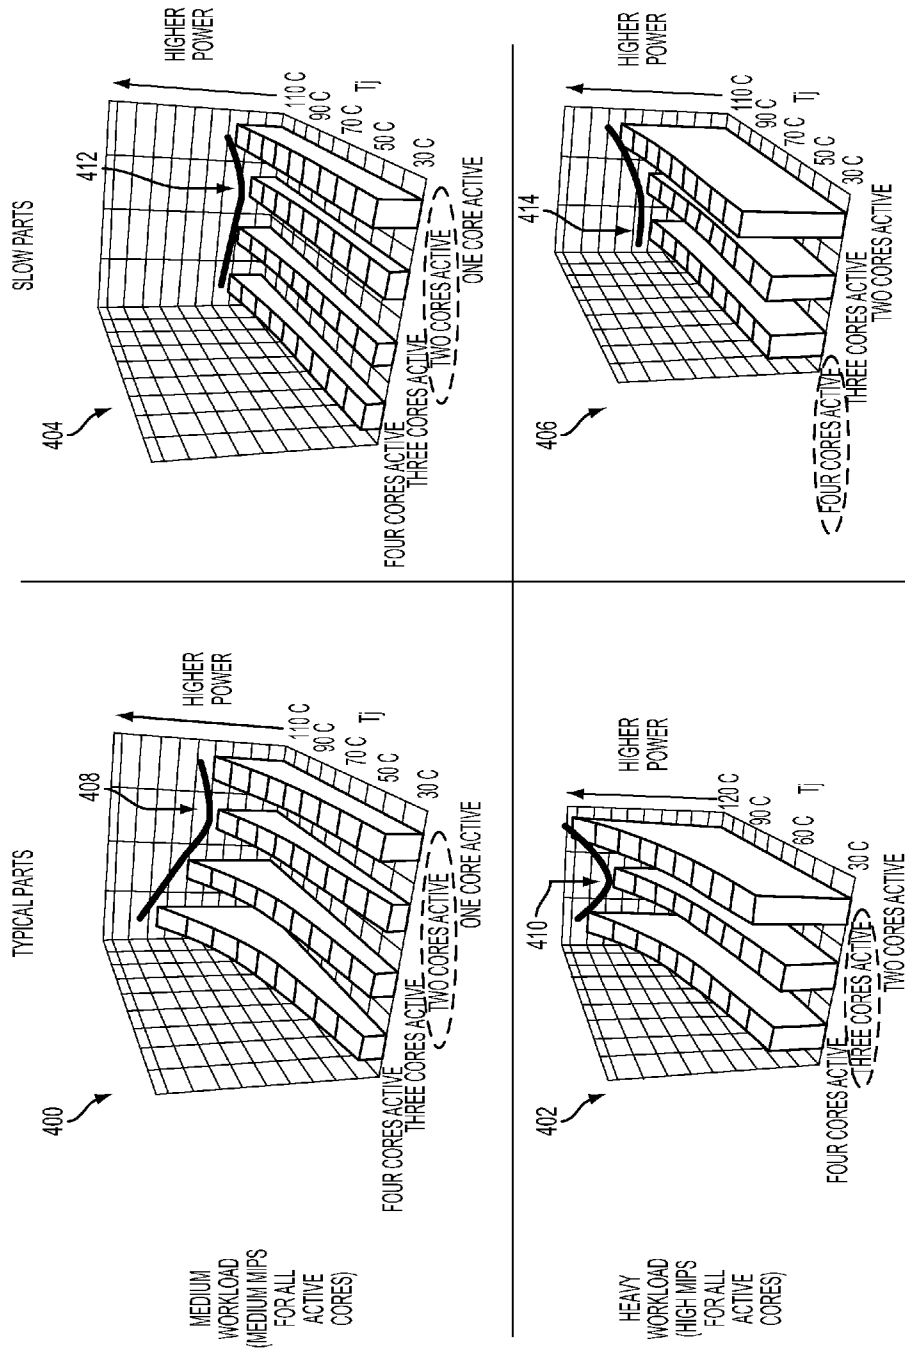 TYPICAL PARTS
SLOW PARTS
MEDIUM
WORKLOAD
(MEDIUM MIPS
FOR ALL
ACTIVE
CORES)
400
408
HIGHER
POWER
110 C
90 C
70 C
50 C
30 C
Tj
FOUR CORES ACTIVE
THREE CORES ACTIVE
TWO CORES ACTIVE
ONE CORE ACTIVE
404
412
HIGHER
POWER
110 C
90 C
70 C
50 C
30 C
Tj
FOUR CORES ACTIVE
THREE CORES ACTIVE
TWO CORES ACTIVE
ONE CORE ACTIVE
HEAVY
WORKLOAD
(HIGH MIPS
FOR ALL
ACTIVE
CORES)
402
410
HIGHER
POWER
120 C
90 C
60 C
30 C
Tj
FOUR CORES ACTIVE
THREE CORES ACTIVE
TWO CORES ACTIVE
406
414
HIGHER
POWER
110 C
90 C
70 C
50 C
30 C
Tj
FOUR CORES ACTIVE
THREE CORES ACTIVE
TWO CORES ACTIVE